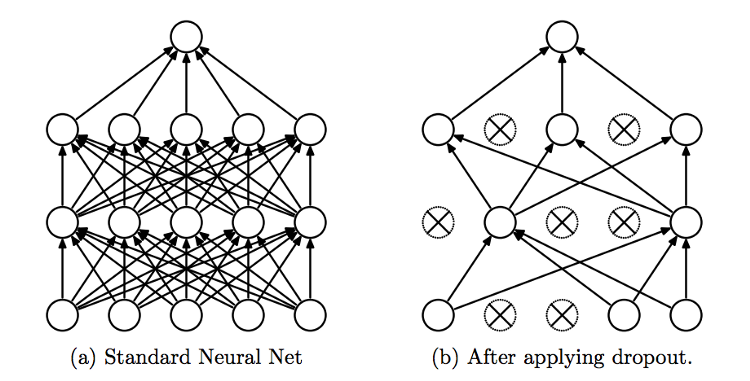 (a) Standard Neural Net
(b) After applying dropout.